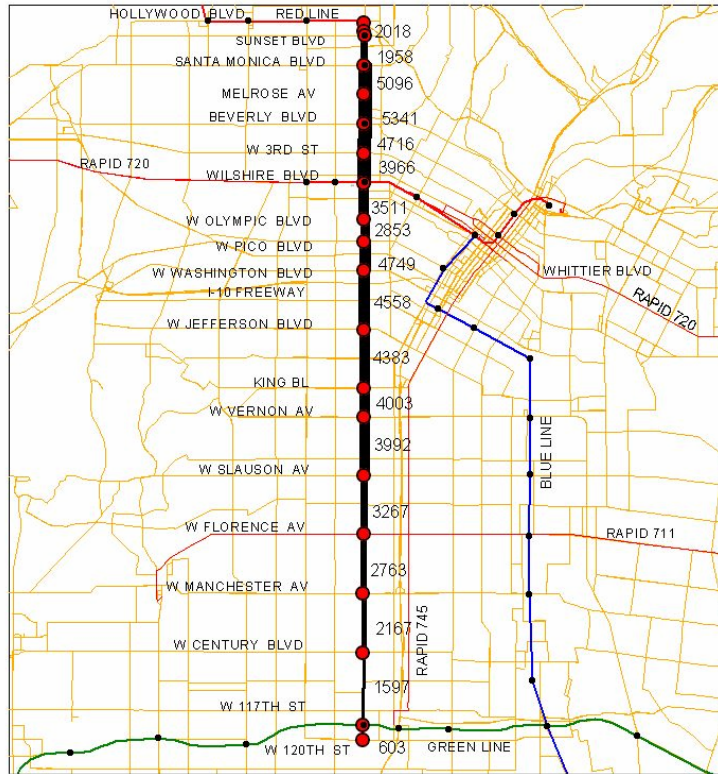 HOLLYWOOD BLVD RED LINE
2018
SUNSET BLVD
1958
SANTA MONICA BLVD
5096
MELROSE AV
BEVERLY BLVD 5341
4716
W 3RD ST
RAPID 720
3966
WILSHIRE BLVD
3511
W OLYMPIC BLVD
2853
W PICO BLVD
4749
W WASHINGTON BLVD
WHITTIER BLVD
I-10 FREEWAY
4558
RAPID 720
W JEFFERSON BLVD
4383
KING BL
4003
W VERNON AV
3992
BLUE LINE
W SLAUSON AV
3267
W FLORENCE AV
RAPID 711
2763
W MANCHESTER AV
2167
RAPID 745
W CENTURY BLVD
1597
W 117TH ST
W 120TH ST 603 GREEN LINE